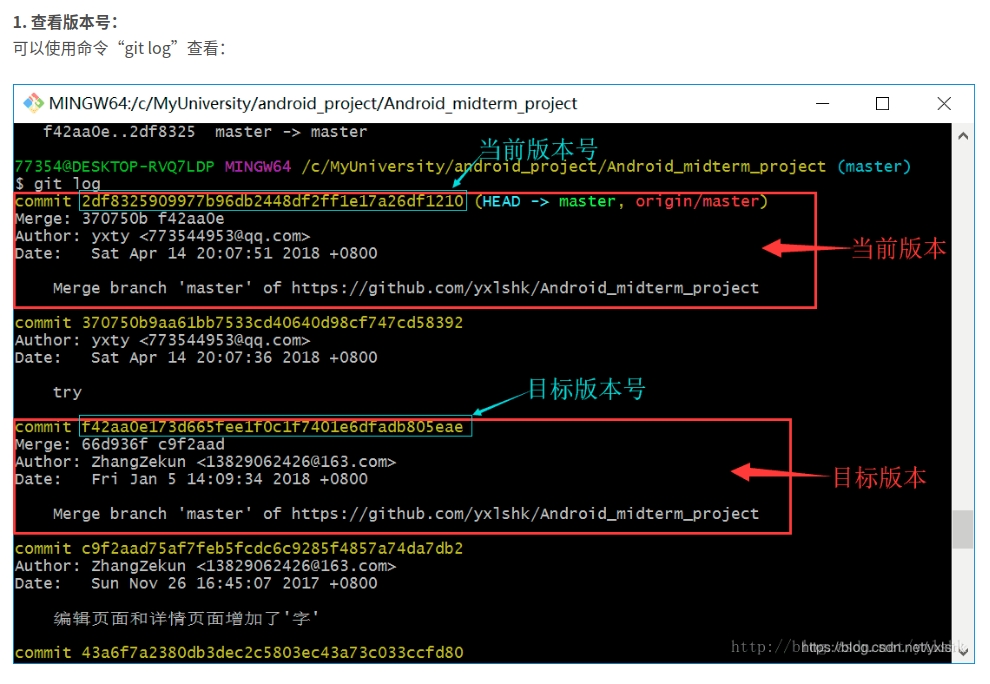 1. 查看版本号：
可以使用命令“git log”查看：
MINGW64:/c/MyUniversity/android_project/Android_midterm_project
f42aa0e..2df8325 master -> master
当前版本号
77354@DESKTOP-RVQ7LDP MINGW64 /c/MyUniversity/android_project/Android_midterm_project (master)
$ git log
commit 2df8325909977b96db2448df2ff1e17a26df1210 (HEAD -> master, origin/master)
Merge: 370750b f42aa0e
Author: yxty <773544953@qq.com>
Date: Sat Apr 14 20:07:51 2018 +0800
当前版本
Merge branch 'master' of https://github.com/yxlshk/Android_midterm_project
commit 370750b9aa61bb7533cd40640d98cf747cd58392
Author: yxty <773544953@qq.com>
Date: Sat Apr 14 20:07:36 2018 +0800
try
目标版本号
commit f42aa0e173d665fee1f0c1f7401e6dfadb805eae
Merge: 66d936f c9f2aad
Author: ZhangZekun <13829062426@163.com>
Date: Fri Jan 5 14:09:34 2018 +0800
目标版本
Merge branch 'master' of https://github.com/yxlshk/Android_midterm_project
commit c9f2aad75af7feb5fcdc6c9285f4857a74da7db2
Author: ZhangZekun <13829062426@163.com>
Date: Sun Nov 26 16:45:07 2017 +0800
编辑页面和详情页面增加了'字'
commit 43a6f7a2380db3dec2c5803ec43a73c033ccfd80